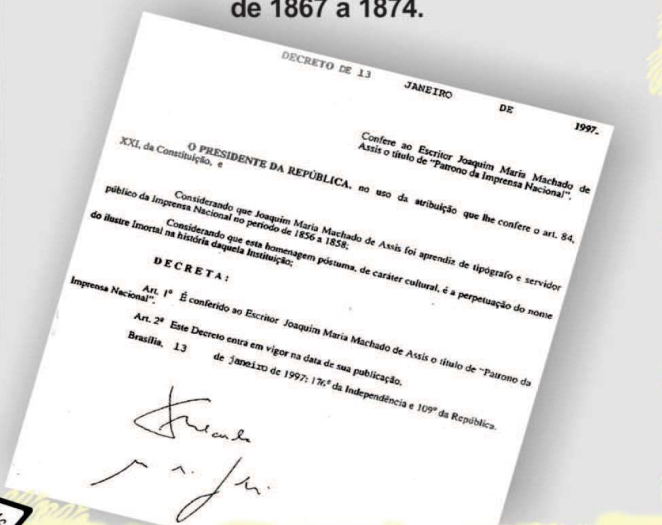 de 1867 a 1874.
DECRETO DE 13 JANEIRO DE 1997.
Confere ao Escritor Joaquim Maria Machado de
Assis o título de "Patrono da Imprensa Nacional".
O PRESIDENTE DA REPÚBLICA, no uso da atribuição que lhe confere o art. 84,
XXI, da Constituição, e
Considerando que Joaquim Maria Machado de Assis foi aprendiz de tipógrafo e servidor
público da Imprensa Nacional no período de 1856 a 1858;
Considerando que esta homenagem póstuma, de caráter cultural, é a perpetuação do nome
do ilustre Imortal na história daquela Instituição;
DECRETA:
Art. 1º É conferido ao Escritor Joaquim Maria Machado de Assis o título de "Patrono da
Imprensa Nacional".
Art. 2º Este Decreto entra em vigor na data de sua publicação.
Brasília, 13 de janeiro de 1997; 176º da Independência e 109º da República.